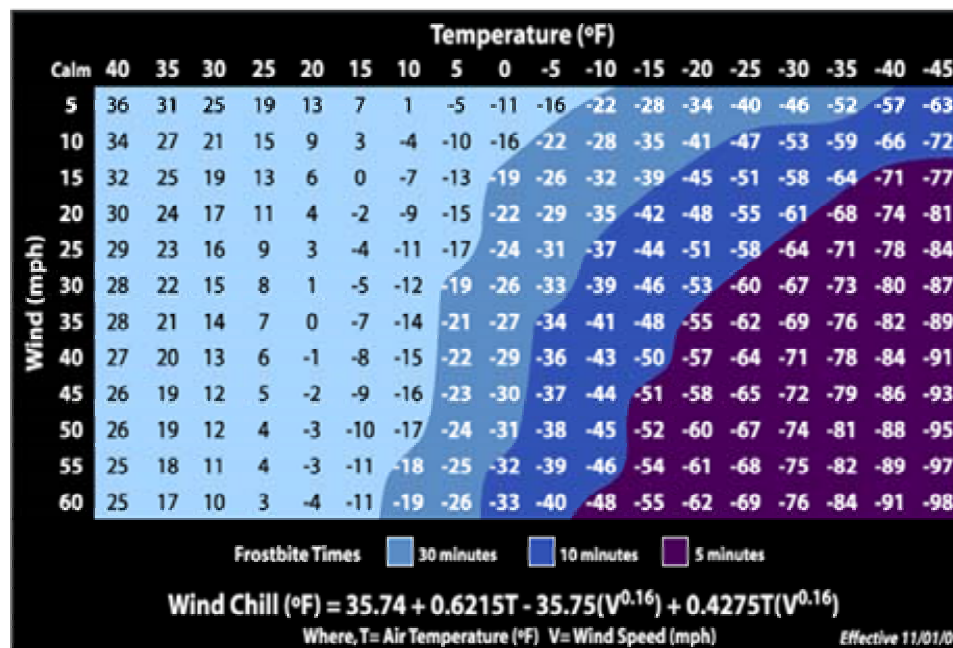 Temperature (ºF)
Calm 40 35 30 25 20 15 10 5 0 -5 -10 -15 -20 -25 -30 -35 -40 -45
5 36 31 25 19 13 7 1 -5 -11 -16 -22 -28 -34 -40 -46 -52 -57 -63
10 34 27 21 15 9 3 -4 -10 -16 -22 -28 -35 -41 -47 -53 -59 -66 -72
15 32 25 19 13 6 0 -7 -13 -19 -26 -32 -39 -45 -51 -58 -64 -71 -77
20 30 24 17 11 4 -2 -9 -15 -22 -29 -35 -42 -48 -55 -61 -68 -74 -81
25 29 23 16 9 3 -4 -11 -17 -24 -31 -37 -44 -51 -58 -64 -71 -78 -84
30 28 22 15 8 1 -5 -12 -19 -26 -33 -39 -46 -53 -60 -67 -73 -80 -87
35 28 21 14 7 0 -7 -14 -21 -27 -34 -41 -48 -55 -62 -69 -76 -82 -89
40 27 20 13 6 -1 -8 -15 -22 -29 -36 -43 -50 -57 -64 -71 -78 -84 -91
45 26 19 12 5 -2 -9 -16 -23 -30 -37 -44 -51 -58 -65 -72 -79 -86 -93
50 26 19 12 4 -3 -10 -17 -24 -31 -38 -45 -52 -60 -67 -74 -81 -88 -95
55 25 18 11 4 -3 -11 -18 -25 -32 -39 -46 -54 -61 -68 -75 -82 -89 -97
60 25 17 10 3 -4 -11 -19 -26 -33 -40 -48 -55 -62 -69 -76 -84 -91 -98
Wind (mph)
Frostbite Times 30 minutes 10 minutes 5 minutes
Wind Chill (ºF) = 35.74 + 0.6215T - 35.75(V^0.16) + 0.4275T(V^0.16)
Where, T= Air Temperature (ºF) V= Wind Speed (mph) Effective 11/01/0